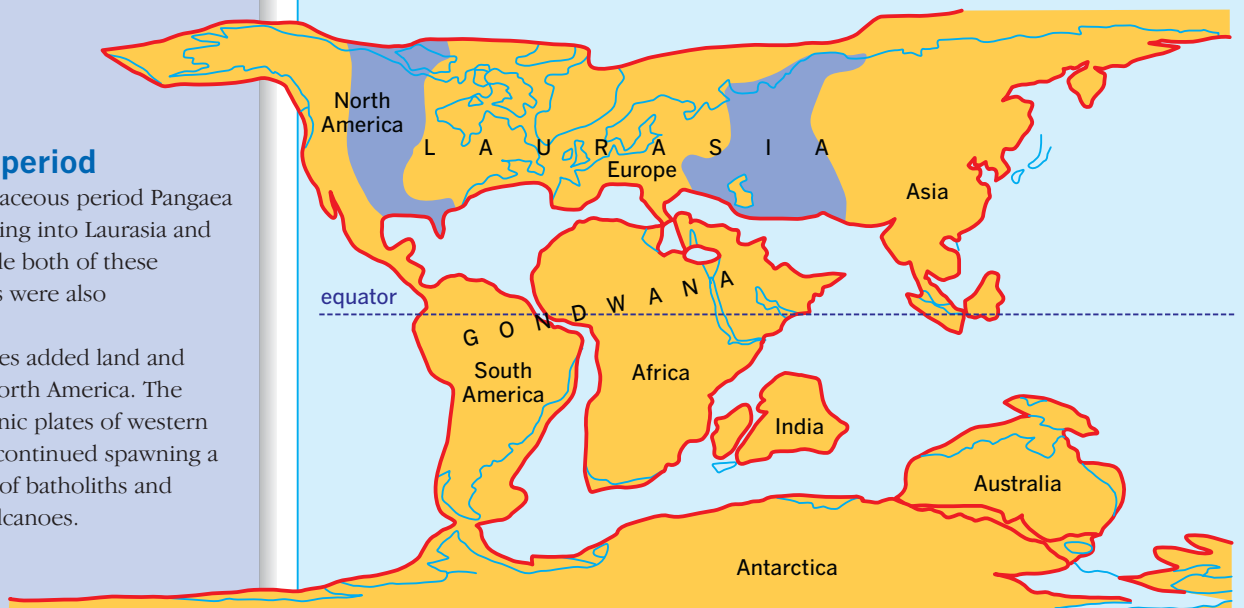 period
aceous period Pangaea
ing into Laurasia and
le both of these
s were also
es added land and
orth America. The
nic plates of western
continued spawning a
of batholiths and
lcanoes.
North
America
L A U R A S I A
Europe
Asia
equator
G O N D W A N A
South
America
Africa
India
Australia
Antarctica